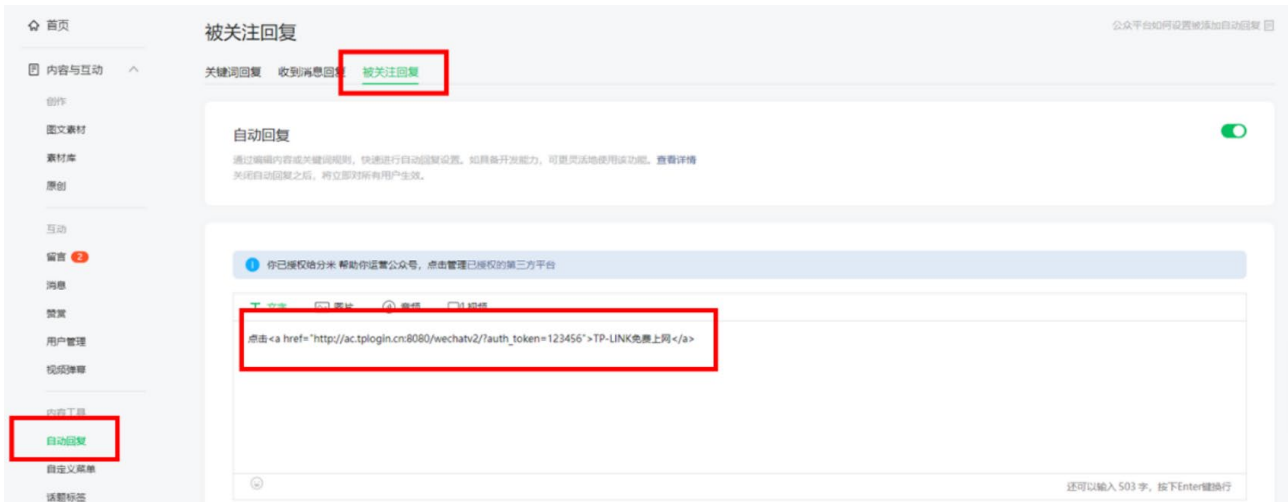 首页
内容与互动
创作
图文素材
素材库
原创
互动
留言 2
消息
赞赏
用户管理
视频弹幕
内容工具
自动回复
自定义菜单
话题标签
被关注回复
公众平台如何设置被添加自动回复
关键词回复 收到消息回复 被关注回复
自动回复
通过编辑内容或关键词规则，快速进行自动回复设置。如具备开发能力，可更灵活地使用该功能。查看详情
关闭自动回复之后，将立即对所有用户生效。
你已授权给分米 帮助你运营公众号，点击管理已授权的第三方平台
文字 图片 音频 视频
点击<a href="http://ac.tplogin.cn:8080/wechatv2/?auth_token=123456">TP-LINK免费上网</a>
还可以输入 503 字，按下Enter键换行